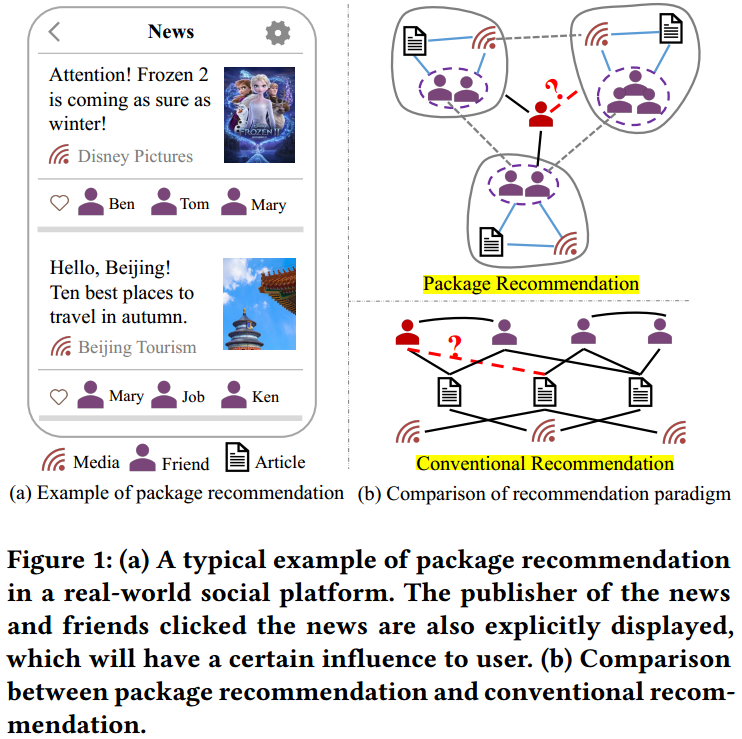 News
Attention! Frozen 2
is coming as sure as
winter!
Disney Pictures
FROZEN II
Ben Tom Mary
Hello, Beijing!
Ten best places to
travel in autumn.
Beijing Tourism
Mary Job Ken
Media Friend Article
(a) Example of package recommendation
?
Package Recommendation
?
Conventional Recommendation
(b) Comparison of recommendation paradigm
Figure 1: (a) A typical example of package recommendation
in a real-world social platform. The publisher of the news
and friends clicked the news are also explicitly displayed,
which will have a certain influence to user. (b) Comparison
between package recommendation and conventional recom-
mendation.